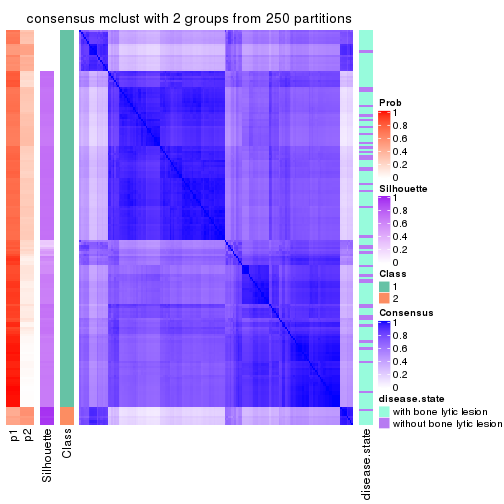 consensus mclust with 2 groups from 250 partitions
Prob
1
0.8
0.6
0.4
0.2
0
Silhouette
1
0.8
0.6
0.4
0.2
0
Class
1
2
Consensus
1
0.8
0.6
0.4
0.2
0
disease.state
with bone lytic lesion
without bone lytic lesion
p1
p2
Silhouette
Class
disease.state